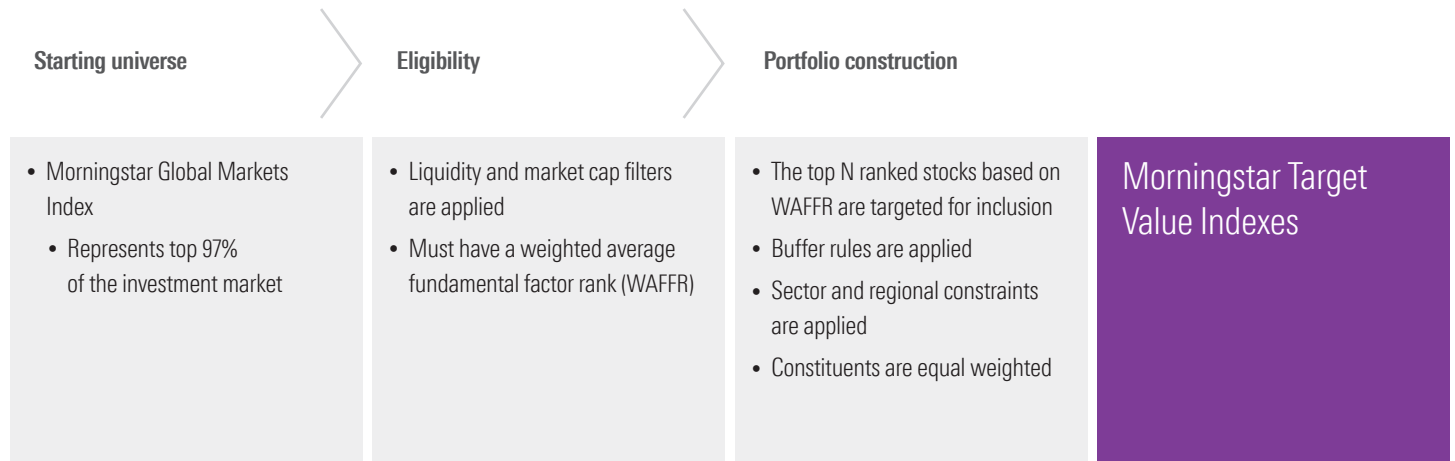 Starting universe
Eligibility
Portfolio construction
• Morningstar Global Markets
Index
• Represents top 97%
of the investment market
• Liquidity and market cap filters
are applied
• Must have a weighted average
fundamental factor rank (WAFFR)
• The top N ranked stocks based on
WAFFR are targeted for inclusion
• Buffer rules are applied
• Sector and regional constraints
are applied
• Constituents are equal weighted
Morningstar Target
Value Indexes